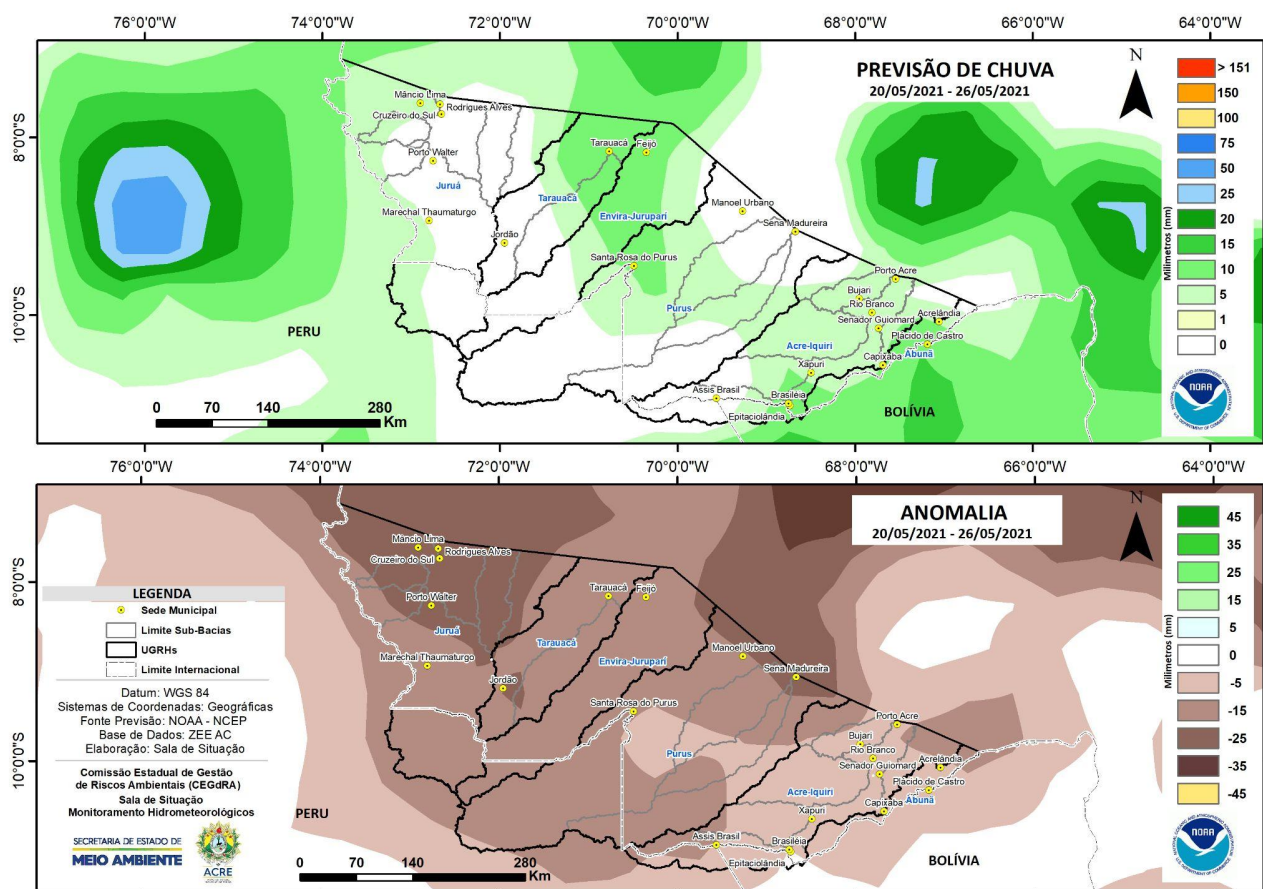 76°0'0"W 74°0'0"W 72°0'0"W 70°0'0"W 68°0'0"W 66°0'0"W 64°0'0"W
8°0'0"S
10°0'0"S
PREVISÃO DE CHUVA
20/05/2021 - 26/05/2021
N
Mâncio Lima
Rodrigues Alves
Cruzeiro do Sul
Porto Walter
Juruá
Marechal Thaumaturgo
Jordão
Tarauacá
Feijó
Tarauacá
Envira-Jurupari
Manoel Urbano
Sena Madureira
Santa Rosa do Purus
Purus
Porto Acre
Bujari
Rio Branco
Senador Guiomard
Acrelândia
Plácido de Castro
Abunã
Acre-Iquiri
Capixaba
Xapuri
Assis Brasil
Brasiléia
Epitaciolândia
PERU
BOLÍVIA
0 70 140 280
Km
Milímetros (mm)
> 151
150
100
75
50
25
20
15
10
5
1
0
NOAA
76°0'0"W 74°0'0"W 72°0'0"W 70°0'0"W 68°0'0"W 66°0'0"W 64°0'0"W
8°0'0"S
10°0'0"S
ANOMALIA
20/05/2021 - 26/05/2021
N
Mâncio Lima
Rodrigues Alves
Cruzeiro do Sul
Porto Walter
Juruá
Marechal Thaumaturgo
Jordão
Tarauacá
Feijó
Tarauacá
Envira-Jurupari
Manoel Urbano
Sena Madureira
Santa Rosa do Purus
Purus
Porto Acre
Bujari
Rio Branco
Senador Guiomard
Acrelândia
Plácido de Castro
Abunã
Acre-Iquiri
Capixaba
Xapuri
Assis Brasil
Brasiléia
Epitaciolândia
PERU
BOLÍVIA
0 70 140 280
Km
Milímetros (mm)
45
35
25
15
5
0
-5
-15
-25
-35
-45
NOAA
LEGENDA
Sede Municipal
Limite Sub-Bacias
UGRHs
Limite Internacional
Datum: WGS 84
Sistemas de Coordenadas: Geográficas
Fonte Previsão: NOAA - NCEP
Base de Dados: ZEE AC
Elaboração: Sala de Situação
Comissão Estadual de Gestão
de Riscos Ambientais (CEGdRA)
Sala de Situação
Monitoramento Hidrometeorológicos
SECRETARIA DE ESTADO DE
MEIO AMBIENTE
ACRE